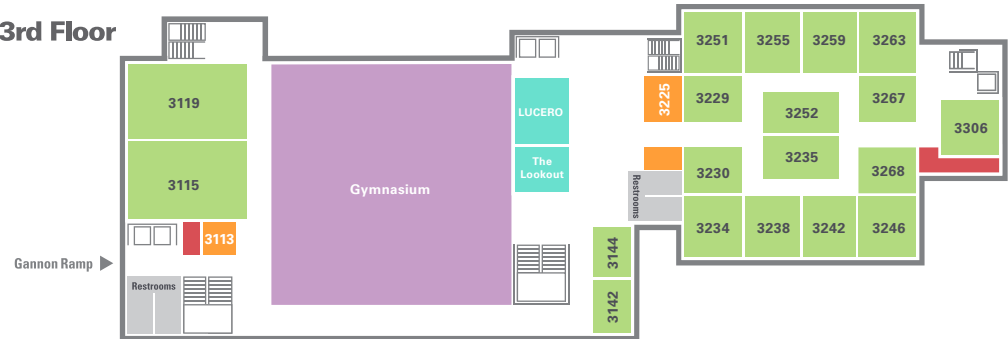 3rd Floor
3251
3255
3259
3263
3119
3225
3229
3252
3267
3306
LUCERO
The
Lookout
3235
3115
Gymnasium
3230
3268
Restrooms
3113
3144
3234
3238
3242
3246
Gannon Ramp
Restrooms
3142